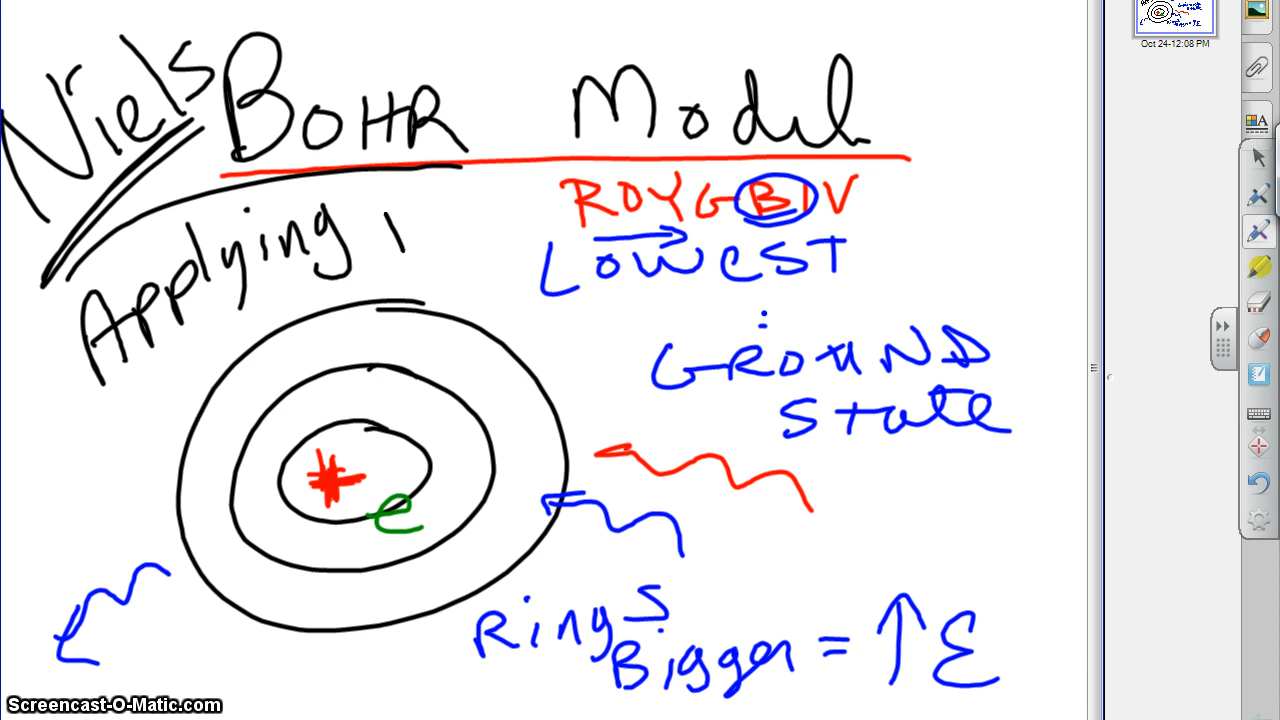 Niels BOHR Model
ROYGBIV
Applying
LOWEST
:
GROUND
State
e
Rings
Bigger = ↑ E
Oct 24-12:08 PM
Screencast-O-Matic.com